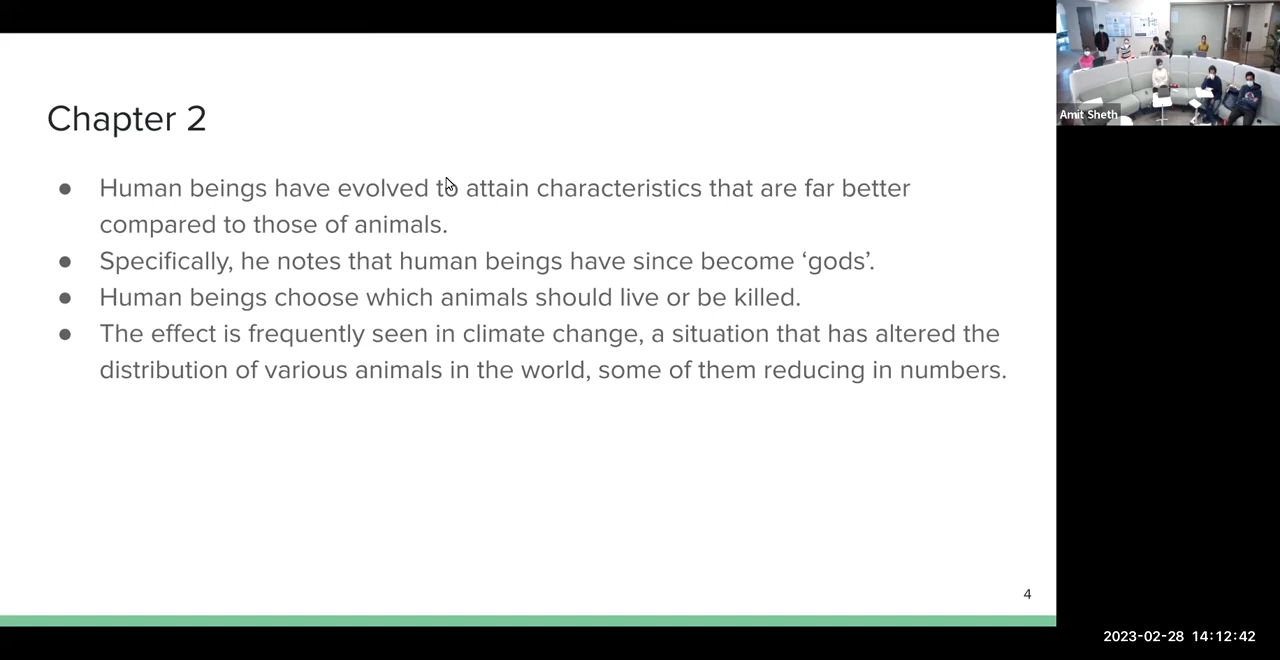 Chapter 2
● Human beings have evolved to attain characteristics that are far better
compared to those of animals.
● Specifically, he notes that human beings have since become ‘gods’.
● Human beings choose which animals should live or be killed.
● The effect is frequently seen in climate change, a situation that has altered the
distribution of various animals in the world, some of them reducing in numbers.
4
Amit Sheth
2023-02-28 14:12:42